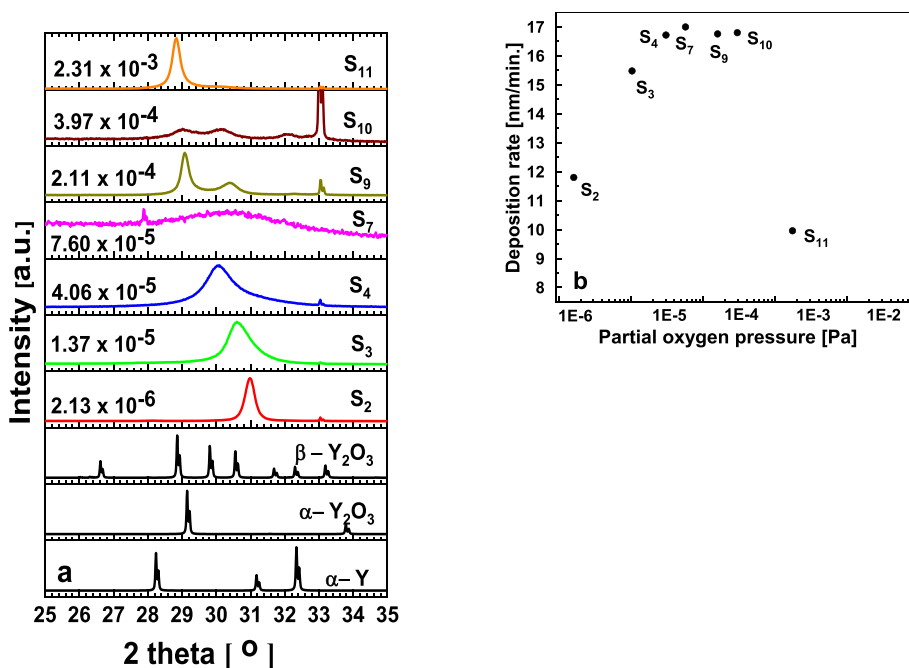 Intensity [a.u.]
2.31 x 10-3 S11
3.97 x 10-4 S10
2.11 x 10-4 S9
S7
7.60 x 10-5
4.06 x 10-5 S4
1.37 x 10-5 S3
2.13 x 10-6 S2
β – Y2O3
α – Y2O3
a α – Y
25 26 27 28 29 30 31 32 33 34 35
2 theta [ o ]
Deposition rate [nm/min.]
17
16
15
14
13
12
11
10
9
8
S4 S7 S9 S10
S3
S2
S11
b
1E-6 1E-5 1E-4 1E-3 1E-2
Partial oxygen pressure [Pa]